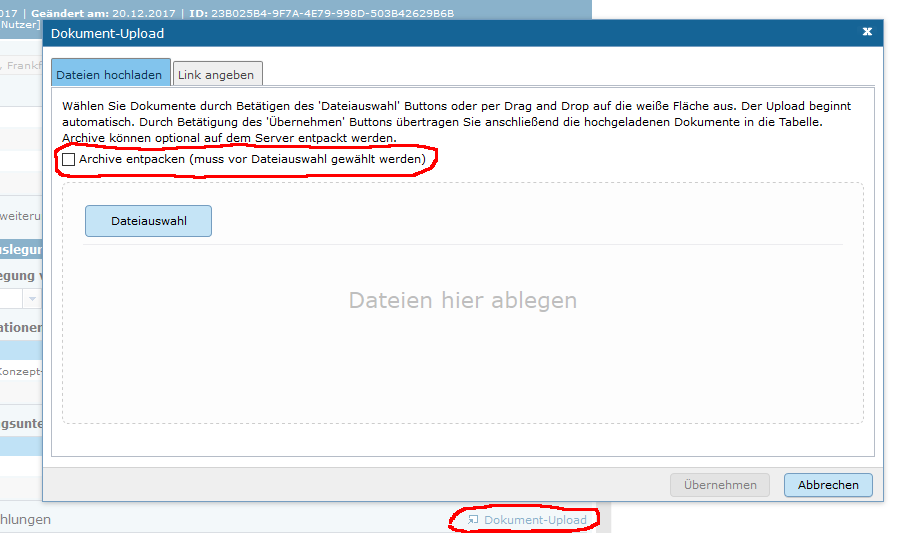 017 | Geändert am: 20.12.2017 | ID: 23B025B4-9F7A-4E79-998D-503B42629B6B
Nutzer]
Dokument-Upload
x
, Frankf
Dateien hochladen
Link angeben
Wählen Sie Dokumente durch Betätigen des 'Dateiauswahl' Buttons oder per Drag and Drop auf die weiße Fläche aus. Der Upload beginnt
automatisch. Durch Betätigung des 'Übernehmen' Buttons übertragen Sie anschließend die hochgeladenen Dokumente in die Tabelle.
Archive können optional auf dem Server entpackt werden.
Archive entpacken (muss vor Dateiauswahl gewählt werden)
weiteru
Dateiauswahl
uslegun
egung v
Dateien hier ablegen
ationen
Konzept-
gsunte
Übernehmen
Abbrechen
hlungen
Dokument-Upload